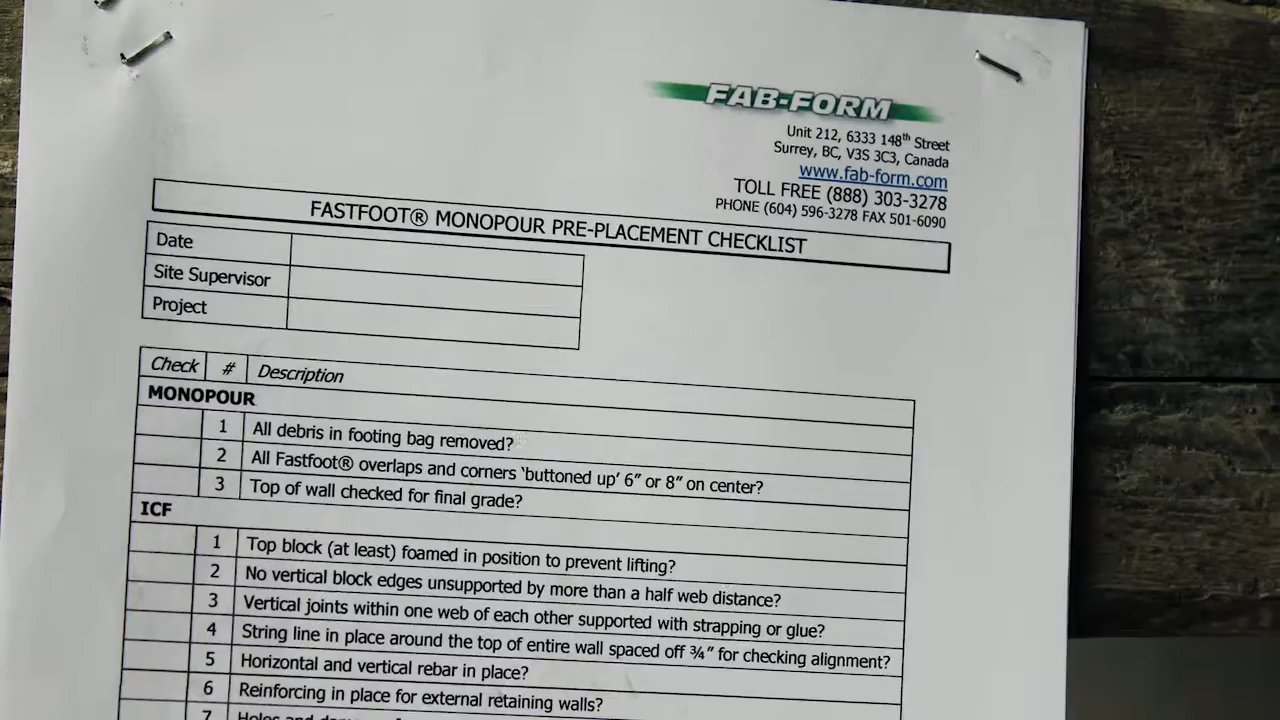 FAB-FORM
Unit 212, 6333 148th Street
Surrey, BC, V3S 3C3, Canada
www.fab-form.com
TOLL FREE (888) 303-3278
PHONE (604) 596-3278 FAX 501-6090
FASTFOOT® MONOPOUR PRE-PLACEMENT CHECKLIST
Date
Site Supervisor
Project
Check # Description
MONOPOUR
1 All debris in footing bag removed?
2 All Fastfoot® overlaps and corners ‘buttoned up’ 6” or 8” on center?
3 Top of wall checked for final grade?
ICF
1 Top block (at least) foamed in position to prevent lifting?
2 No vertical block edges unsupported by more than a half web distance?
3 Vertical joints within one web of each other supported with strapping or glue?
4 String line in place around the top of entire wall spaced off ¾” for checking alignment?
5 Horizontal and vertical rebar in place?
6 Reinforcing in place for external retaining walls?
7 Holes and